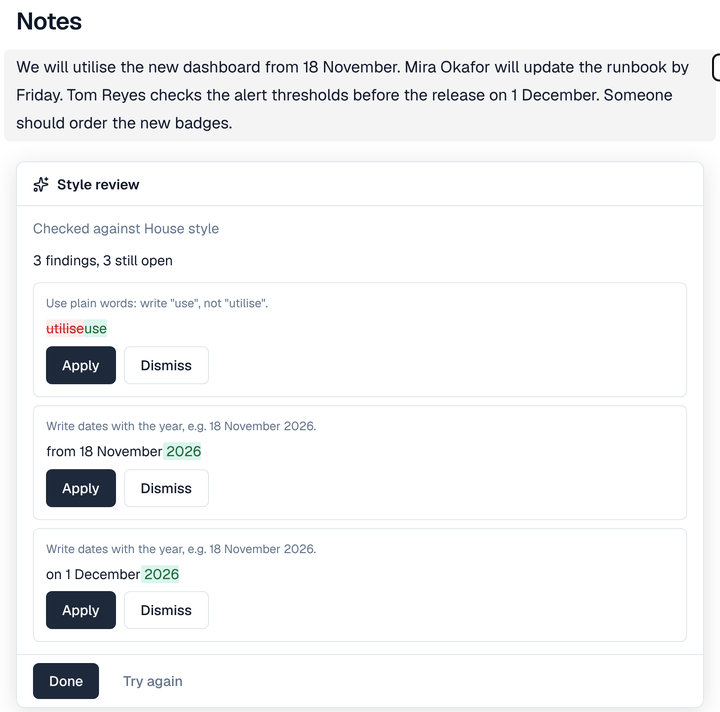 Notes
We will utilise the new dashboard from 18 November. Mira Okafor will update the runbook by
Friday. Tom Reyes checks the alert thresholds before the release on 1 December. Someone
should order the new badges.
Style review
Checked against House style
3 findings, 3 still open
Use plain words: write "use", not "utilise".
utiliseuse
Apply Dismiss
Write dates with the year, e.g. 18 November 2026.
from 18 November 2026
Apply Dismiss
Write dates with the year, e.g. 18 November 2026.
on 1 December 2026
Apply Dismiss
Done Try again